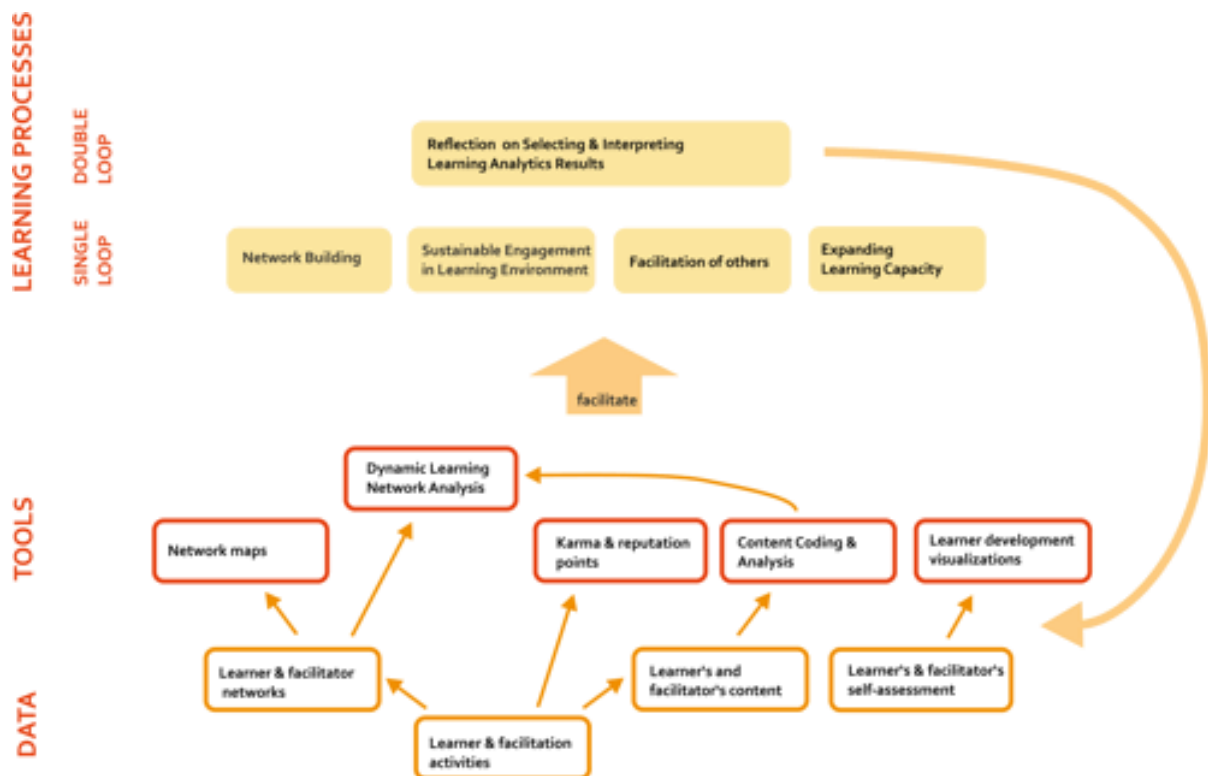 LEARNING PROCESSES
DOUBLE
LOOP
Reflection on Selecting & Interpreting
Learning Analytics Results
SINGLE
LOOP
Network Building
Sustainable Engagement
in Learning Environment
Facilitation of others
Expanding
Learning Capacity
facilitate
TOOLS
Dynamic Learning
Network Analysis
Network maps
Karma & reputation
points
Content Coding &
Analysis
Learner development
visualizations
DATA
Learner & facilitator
networks
Learner's and
facilitator's content
Learner's & facilitator's
self-assessment
Learner & facilitation
activities